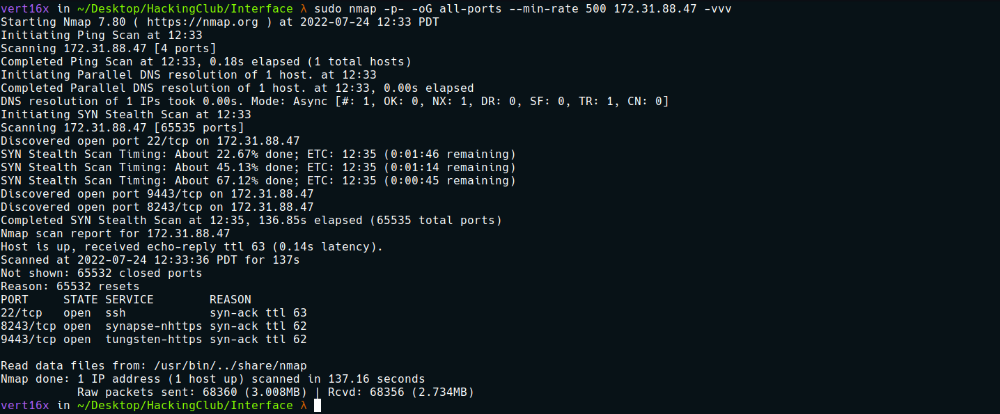 vert16x in ~/Desktop/HackingClub/Interface λ sudo nmap -p- -oG all-ports --min-rate 500 172.31.88.47 -vvv
Starting Nmap 7.80 ( https://nmap.org ) at 2022-07-24 12:33 PDT
Initiating Ping Scan at 12:33
Scanning 172.31.88.47 [4 ports]
Completed Ping Scan at 12:33, 0.18s elapsed (1 total hosts)
Initiating Parallel DNS resolution of 1 host. at 12:33
Completed Parallel DNS resolution of 1 host. at 12:33, 0.00s elapsed
DNS resolution of 1 IPs took 0.00s. Mode: Async [#: 1, OK: 0, NX: 1, DR: 0, SF: 0, TR: 1, CN: 0]
Initiating SYN Stealth Scan at 12:33
Scanning 172.31.88.47 [65535 ports]
Discovered open port 22/tcp on 172.31.88.47
SYN Stealth Scan Timing: About 22.67% done; ETC: 12:35 (0:01:46 remaining)
SYN Stealth Scan Timing: About 45.13% done; ETC: 12:35 (0:01:14 remaining)
SYN Stealth Scan Timing: About 67.12% done; ETC: 12:35 (0:00:45 remaining)
Discovered open port 9443/tcp on 172.31.88.47
Discovered open port 8243/tcp on 172.31.88.47
Completed SYN Stealth Scan at 12:35, 136.85s elapsed (65535 total ports)
Nmap scan report for 172.31.88.47
Host is up, received echo-reply ttl 63 (0.14s latency).
Scanned at 2022-07-24 12:33:36 PDT for 137s
Not shown: 65532 closed ports
Reason: 65532 resets
PORT     STATE SERVICE        REASON
22/tcp   open  ssh            syn-ack ttl 63
8243/tcp open  synapse-nhttps syn-ack ttl 62
9443/tcp open  tungsten-https syn-ack ttl 62
Read data files from: /usr/bin/../share/nmap
Nmap done: 1 IP address (1 host up) scanned in 137.16 seconds
           Raw packets sent: 68360 (3.008MB) | Rcvd: 68356 (2.734MB)
vert16x in ~/Desktop/HackingClub/Interface λ